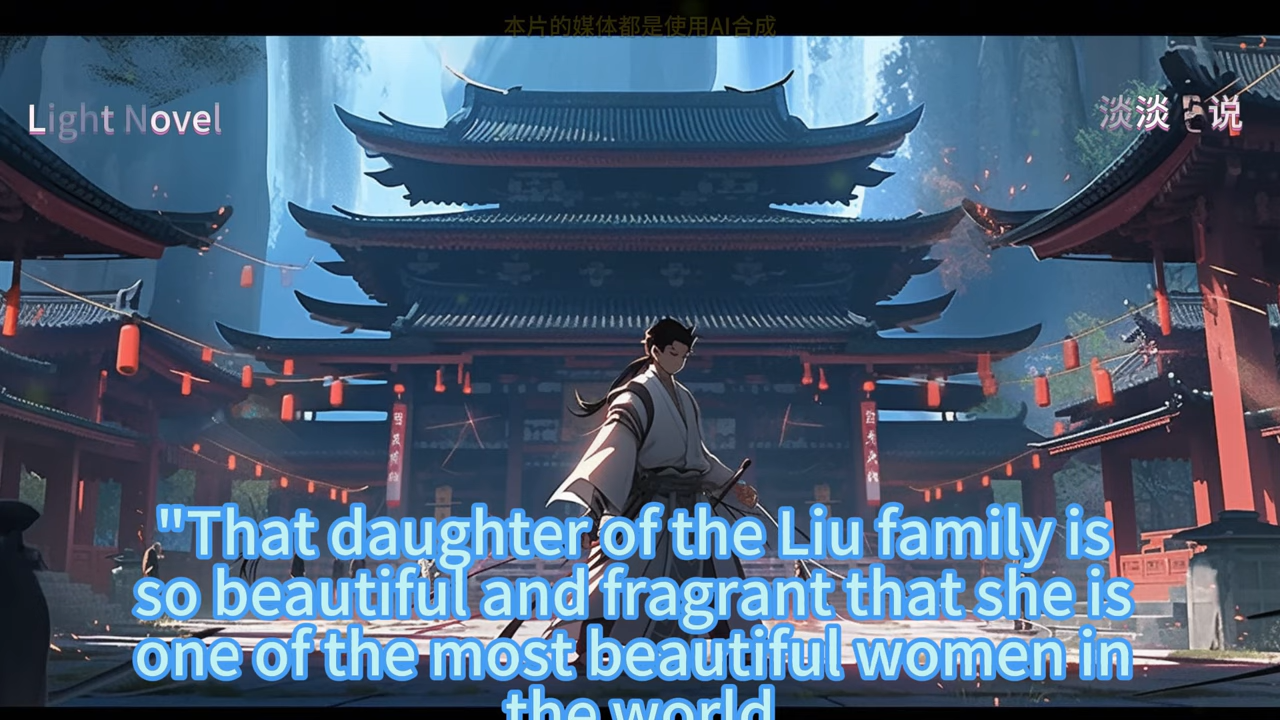 本片的媒体都是使用AI合成
Light Novel
淡淡 说
"That daughter of the Liu family is
so beautiful and fragrant that she is
one of the most beautiful women in
the world